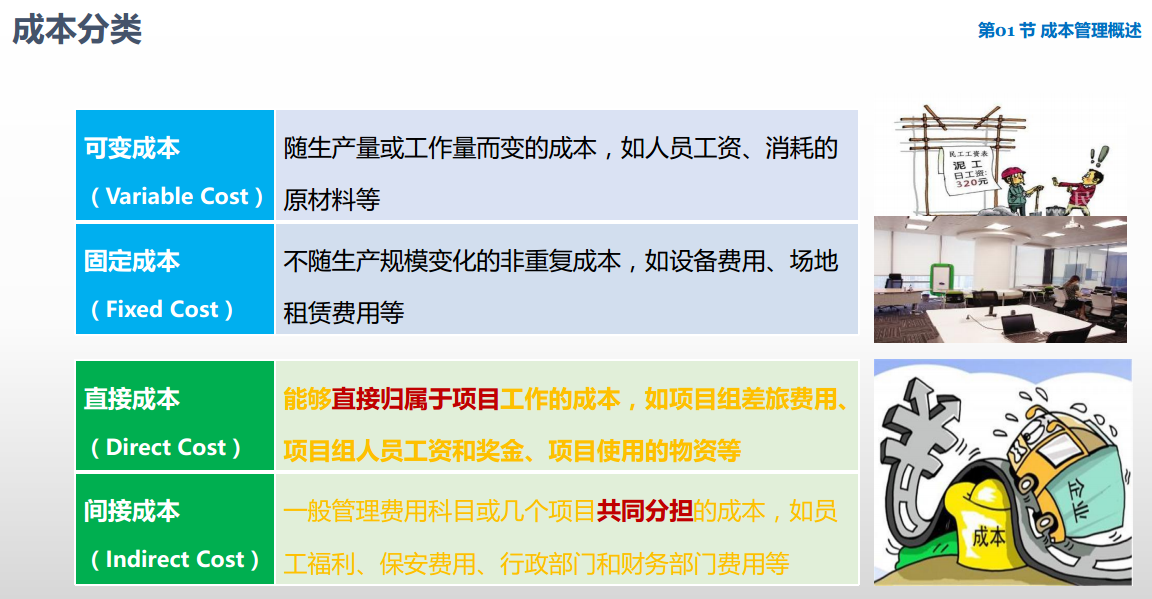 成本分类
第01节 成本管理概述
可变成本
（Variable Cost）
随生产量或工作量而变的成本，如人员工资、消耗的
原材料等
固定成本
（Fixed Cost）
不随生产规模变化的非重复成本，如设备费用、场地
租赁费用等
直接成本
（Direct Cost）
能够直接归属于项目工作的成本，如项目组差旅费用、
项目组人员工资和奖金、项目使用的物资等
间接成本
（Indirect Cost）
一般管理费用科目或几个项目共同分担的成本，如员
工福利、保安费用、行政部门和财务部门费用等
民工工资表
泥工
日工资:
320元
民
企业
成本